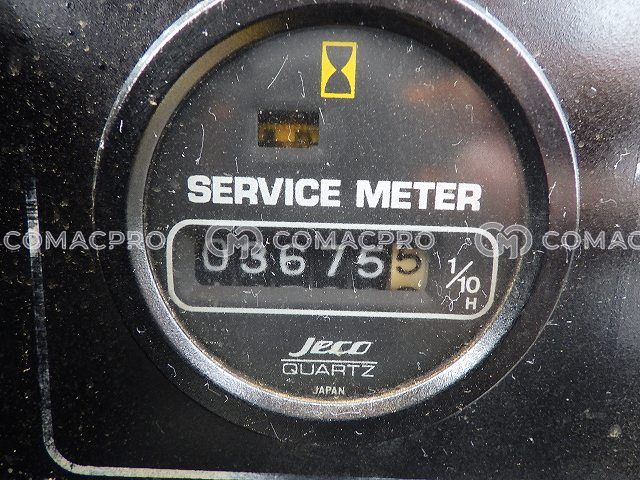 SERVICE METER
COMACPRO COMACPRO COMACPRO
036755 1/10
H
Jeco
QUARTZ
JAPAN